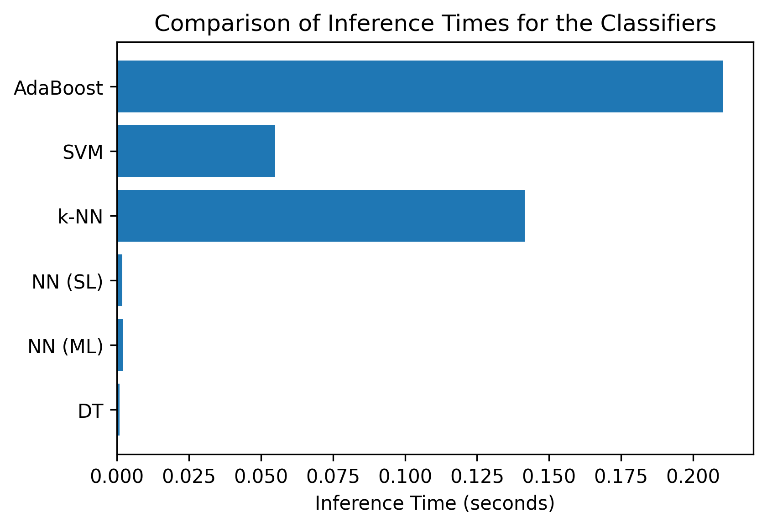 Comparison of Inference Times for the Classifiers
AdaBoost
SVM
k-NN
NN (SL)
NN (ML)
DT
0.000 0.025 0.050 0.075 0.100 0.125 0.150 0.175 0.200
Inference Time (seconds)